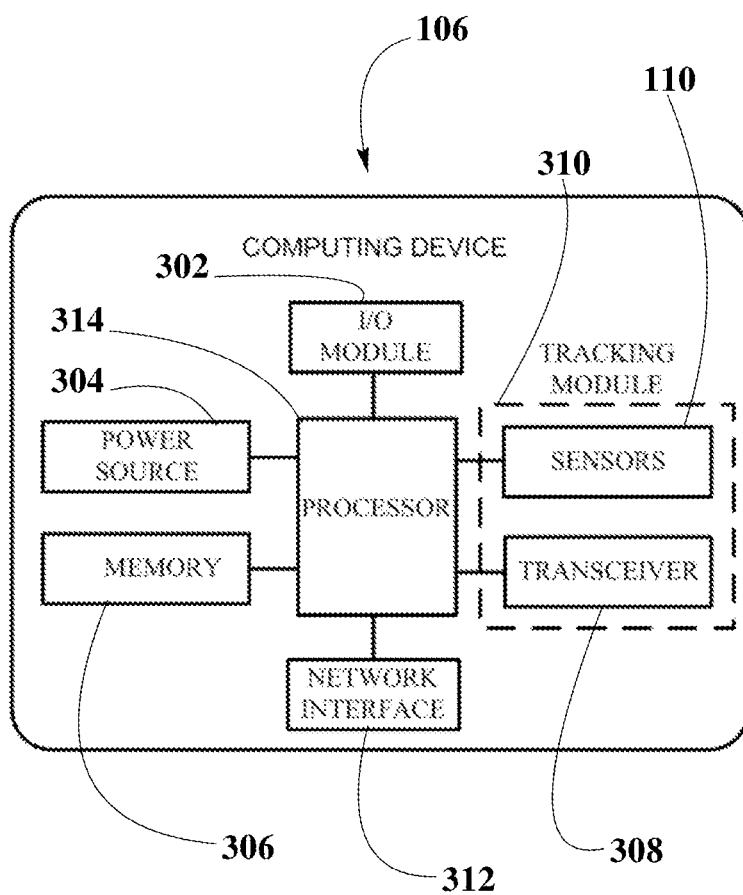 106
110
310
COMPUTING DEVICE
302
I/O
MODULE
314
TRACKING
MODULE
304
POWER
SOURCE
SENSORS
PROCESSOR
MEMORY
TRANSCEIVER
NETWORK
INTERFACE
306
312
308